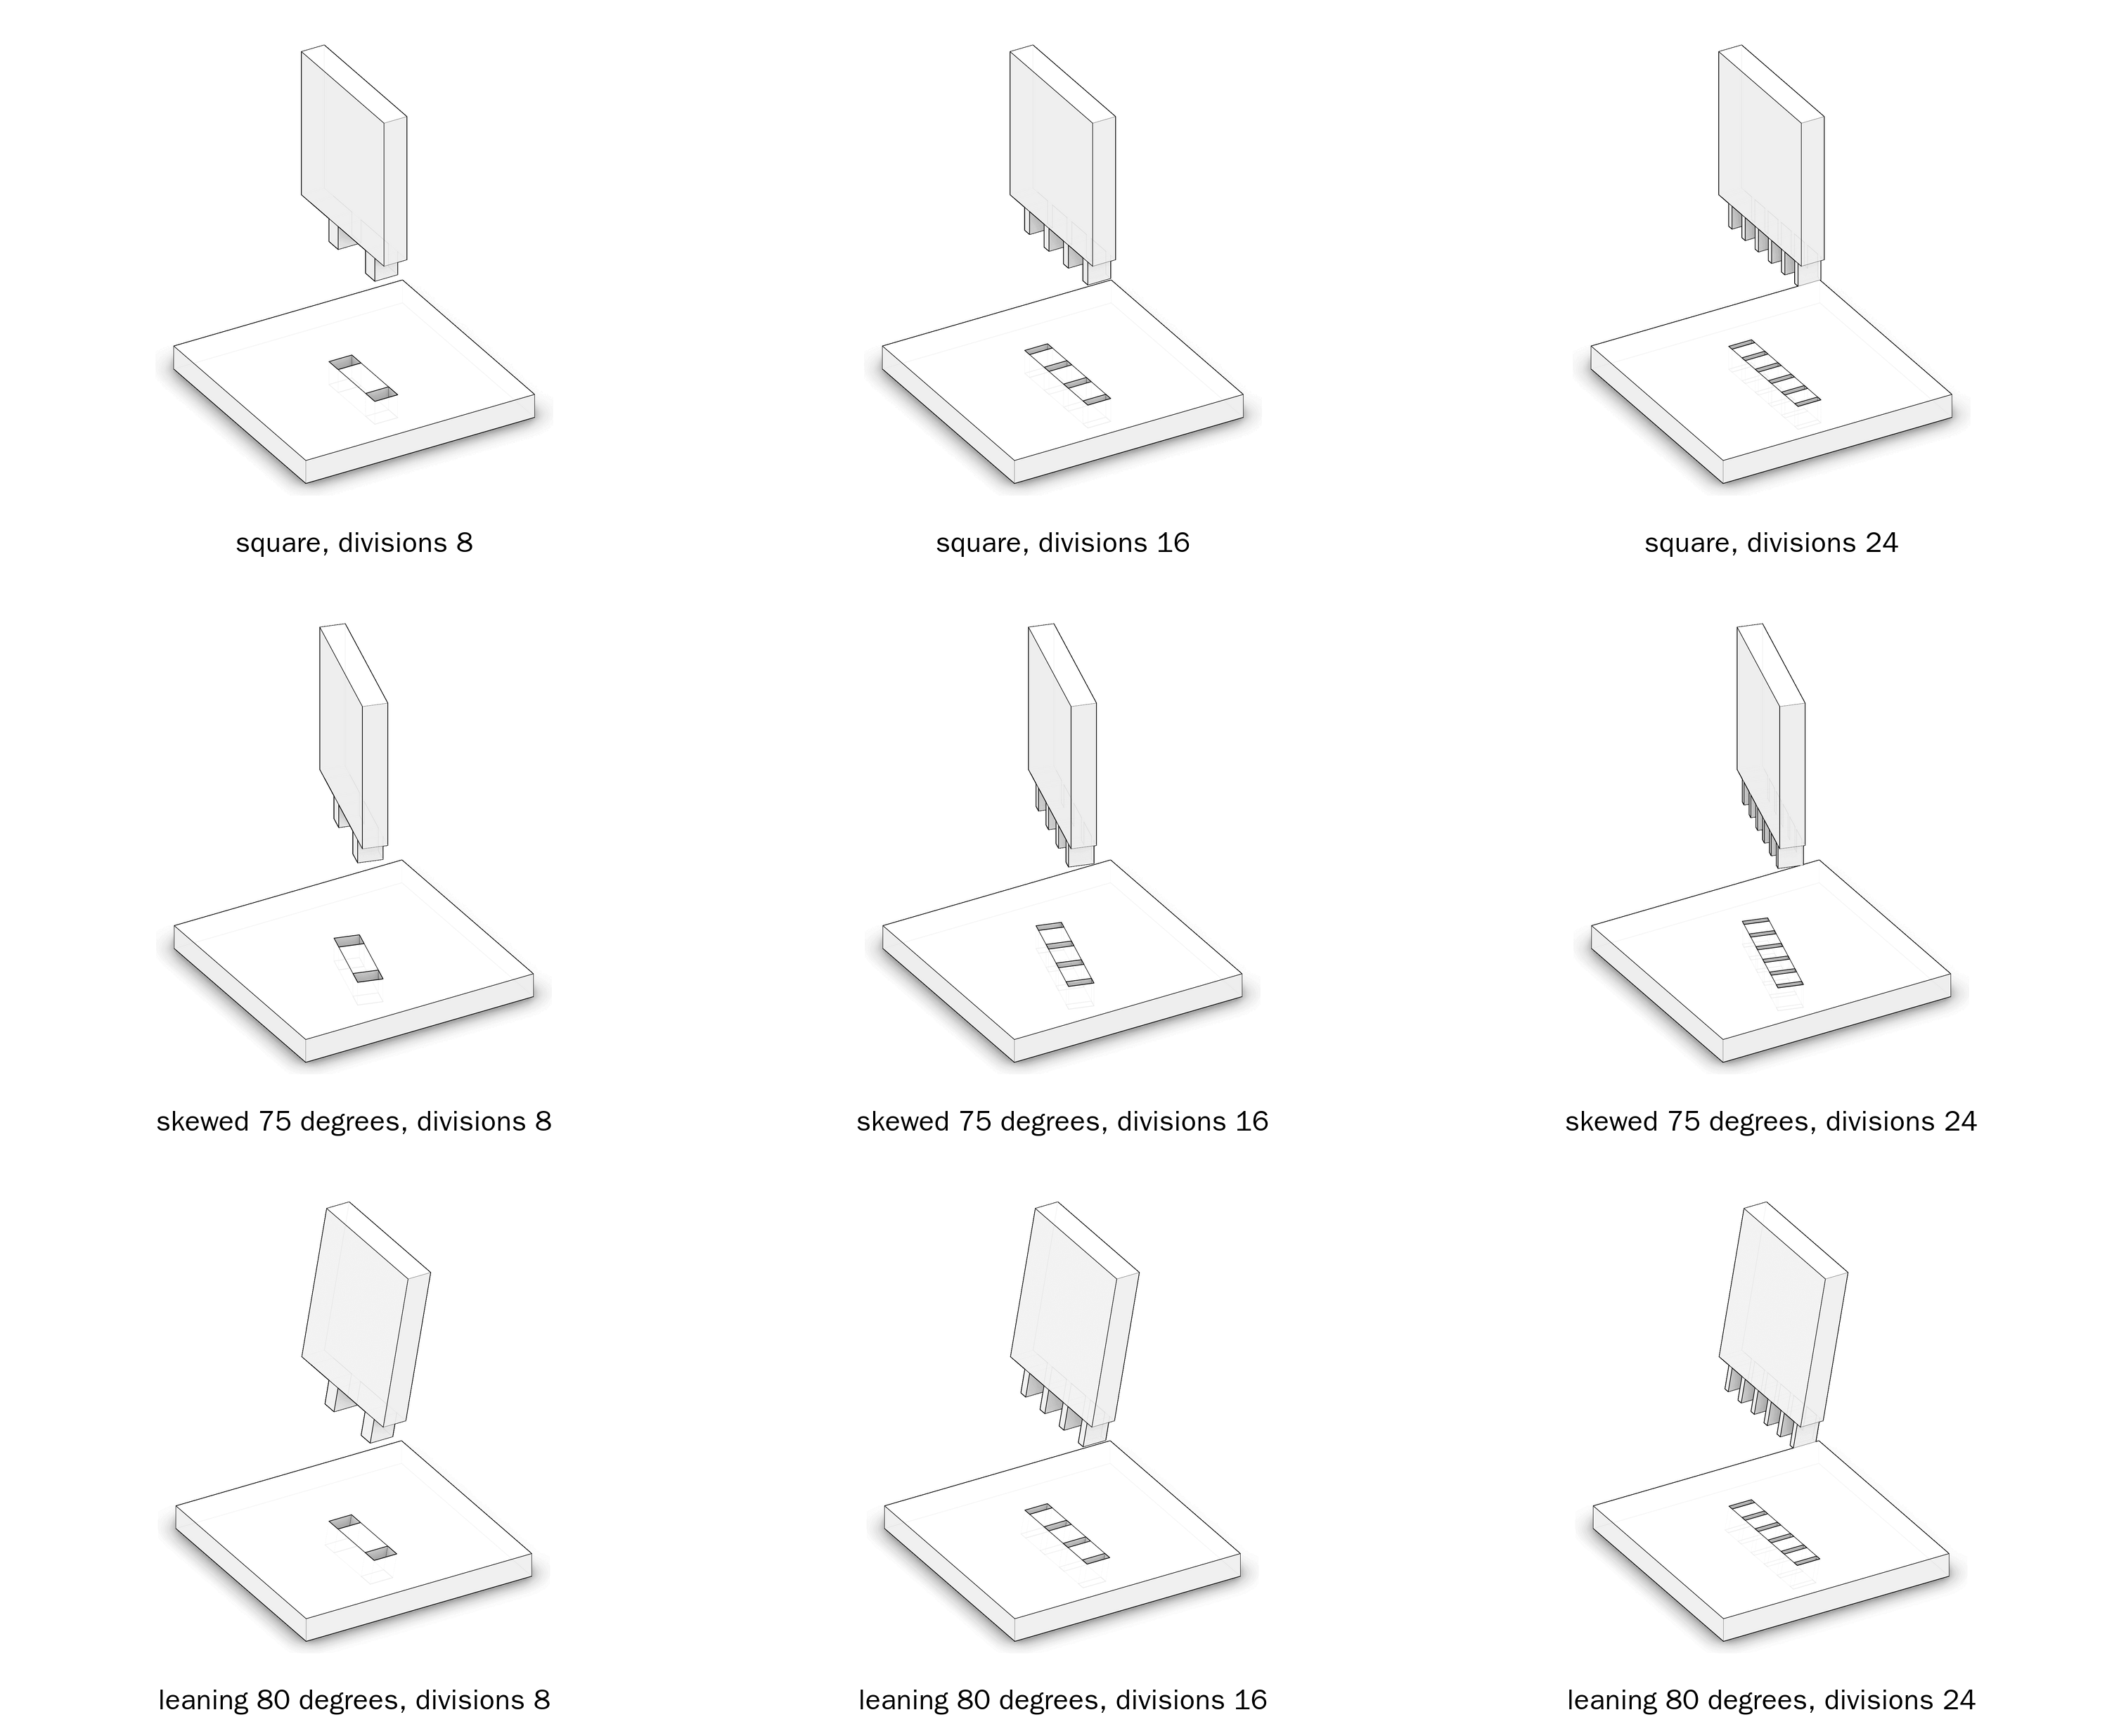 square, divisions 8
square, divisions 16
square, divisions 24
skewed 75 degrees, divisions 8
skewed 75 degrees, divisions 16
skewed 75 degrees, divisions 24
leaning 80 degrees, divisions 8
leaning 80 degrees, divisions 16
leaning 80 degrees, divisions 24